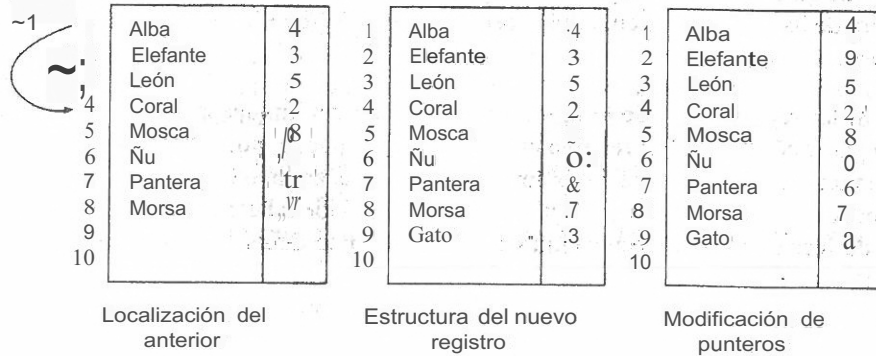 ~1
Alba 4
Elefante 3
León 5
4 Coral 2
5 Mosca 8
6 Ñu
7 Pantera tr
8 Morsa
9
10
Localización del
anterior
1 Alba 4
2 Elefante 3
3 León 5
4 Coral 2
5 Mosca
6 Ñu o:
7 Pantera &
8 Morsa .7
9 Gato .3
10
Estructura del nuevo
registro
1 Alba 4
2 Elefante 9
3 León 5
4 Coral 2
5 Mosca 8
6 Ñu 0
7 Pantera 6
8 Morsa 7
9 Gato a
10
Modificación de
punteros